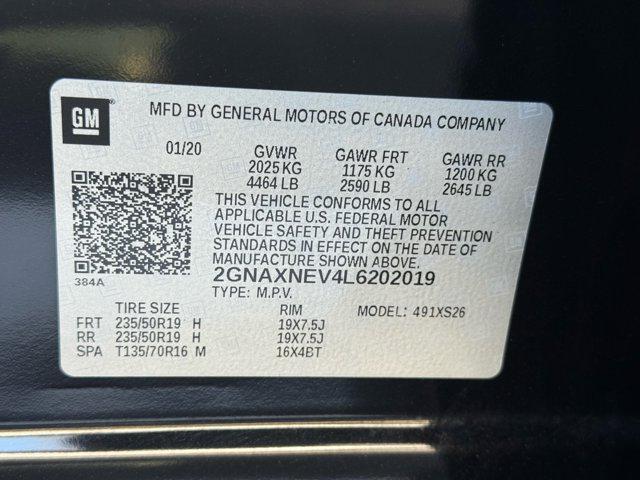 GM
MFD BY GENERAL MOTORS OF CANADA COMPANY
01/20 GVWR GAWR FRT GAWR RR
2025 KG 1175 KG 1200 KG
4464 LB 2590 LB 2645 LB
THIS VEHICLE CONFORMS TO ALL
APPLICABLE U.S. FEDERAL MOTOR
VEHICLE SAFETY AND THEFT PREVENTION
STANDARDS IN EFFECT ON THE DATE OF
MANUFACTURE SHOWN ABOVE.
384A
2GNAXNEV4L6202019
TYPE: M.P.V.
TIRE SIZE RIM MODEL: 491XS26
FRT 235/50R19 H 19X7.5J
RR 235/50R19 H 19X7.5J
SPA T135/70R16 M 16X4BT